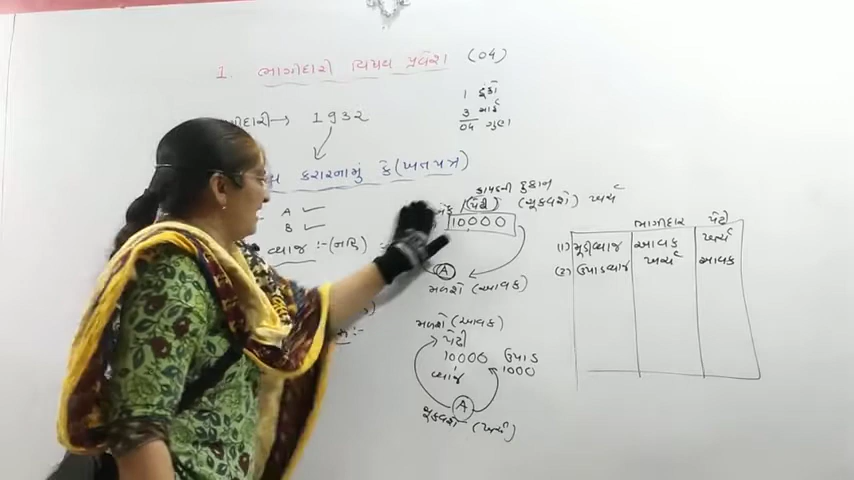 1. ભાગીદારી વિષય પ્રવેશ (04)
1 ટૂંકો
3 માર્ક
04 ગુણ
ગીદારી→ 1932
કરારનામું કે (ખતપત્ર)
A ✓
B ✓
વ્યાજ :-(નહિ)
કાપડની દુકાન
(પેઢી) (ચૂકવશે) ખર્ચ
10000
A
મળશે (આવક)
મળશે (આવક)
પેઢી
10000 ઉપાડ
વ્યાજ 1000
A
ચૂકવશે (ખર્ચ)
ભાગીદાર પેઢી
(1) મૂડીવ્યાજ આવક ખર્ચ
(2) ઉપાડવ્યાજ ખર્ચ આવક